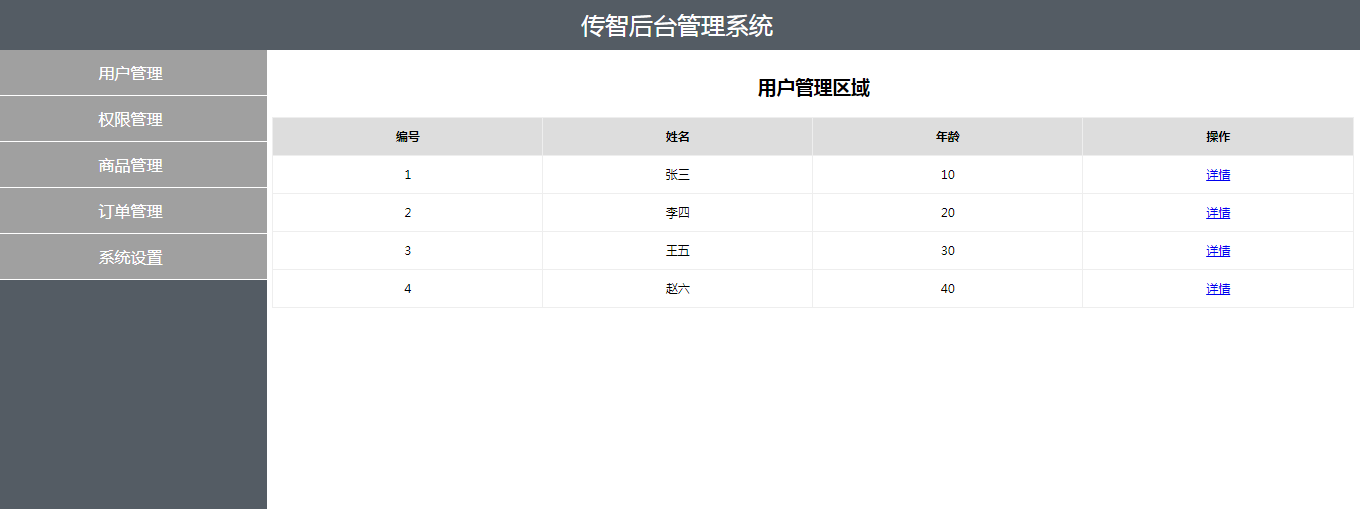 传智后台管理系统
用户管理
权限管理
商品管理
订单管理
系统设置
用户管理区域
编号 姓名 年龄 操作
1 张三 10 详情
2 李四 20 详情
3 王五 30 详情
4 赵六 40 详情